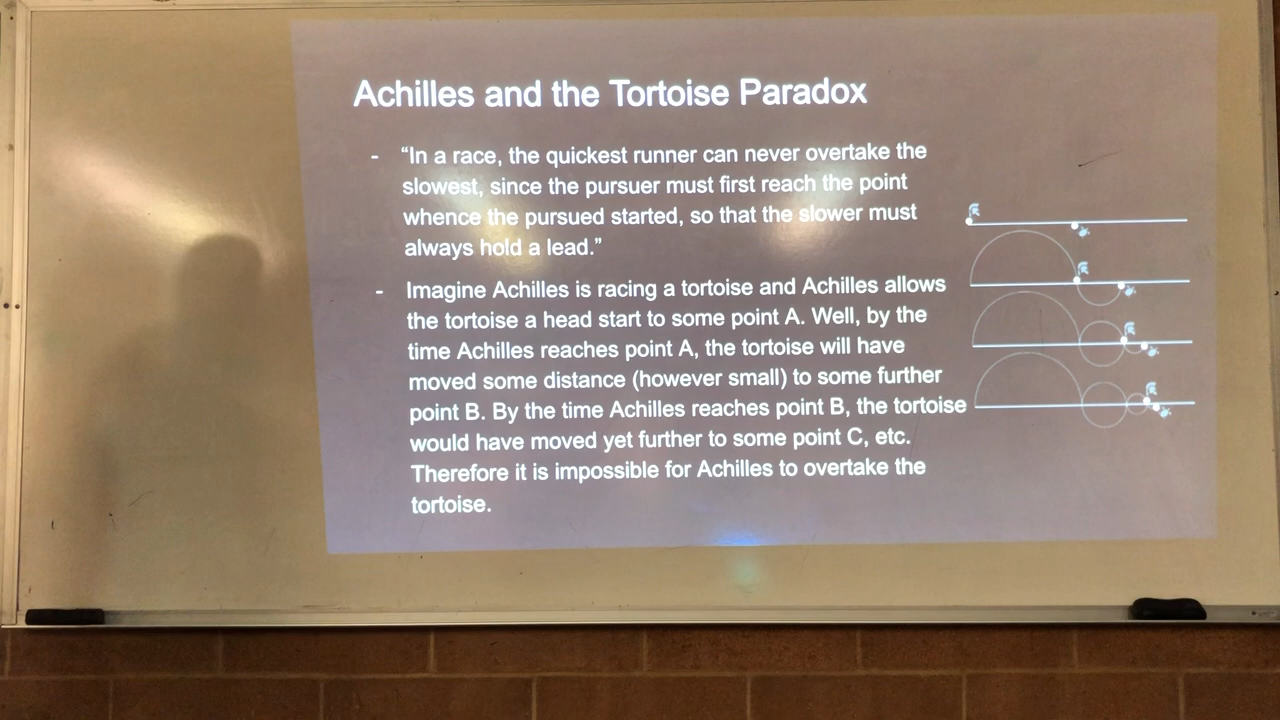 Achilles and the Tortoise Paradox
- “In a race, the quickest runner can never overtake the
slowest, since the pursuer must first reach the point
whence the pursued started, so that the slower must
always hold a lead.”
- Imagine Achilles is racing a tortoise and Achilles allows
the tortoise a head start to some point A. Well, by the
time Achilles reaches point A, the tortoise will have
moved some distance (however small) to some further
point B. By the time Achilles reaches point B, the tortoise
would have moved yet further to some point C, etc.
Therefore it is impossible for Achilles to overtake the
tortoise.